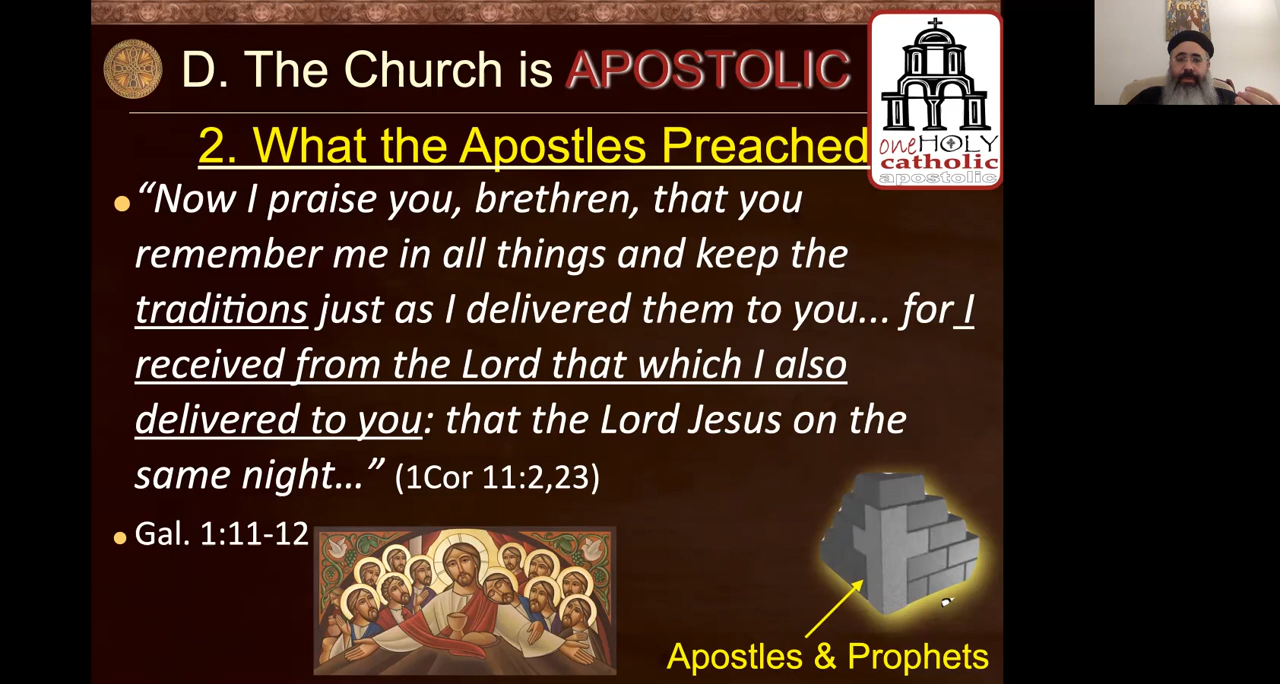 D. The Church is APOSTOLIC
2. What the Apostles Preached
one HOLY
catholic
apostolic
• “Now I praise you, brethren, that you
remember me in all things and keep the
traditions just as I delivered them to you... for I
received from the Lord that which I also
delivered to you: that the Lord Jesus on the
same night...” (1Cor 11:2,23)
• Gal. 1:11-12
Apostles & Prophets